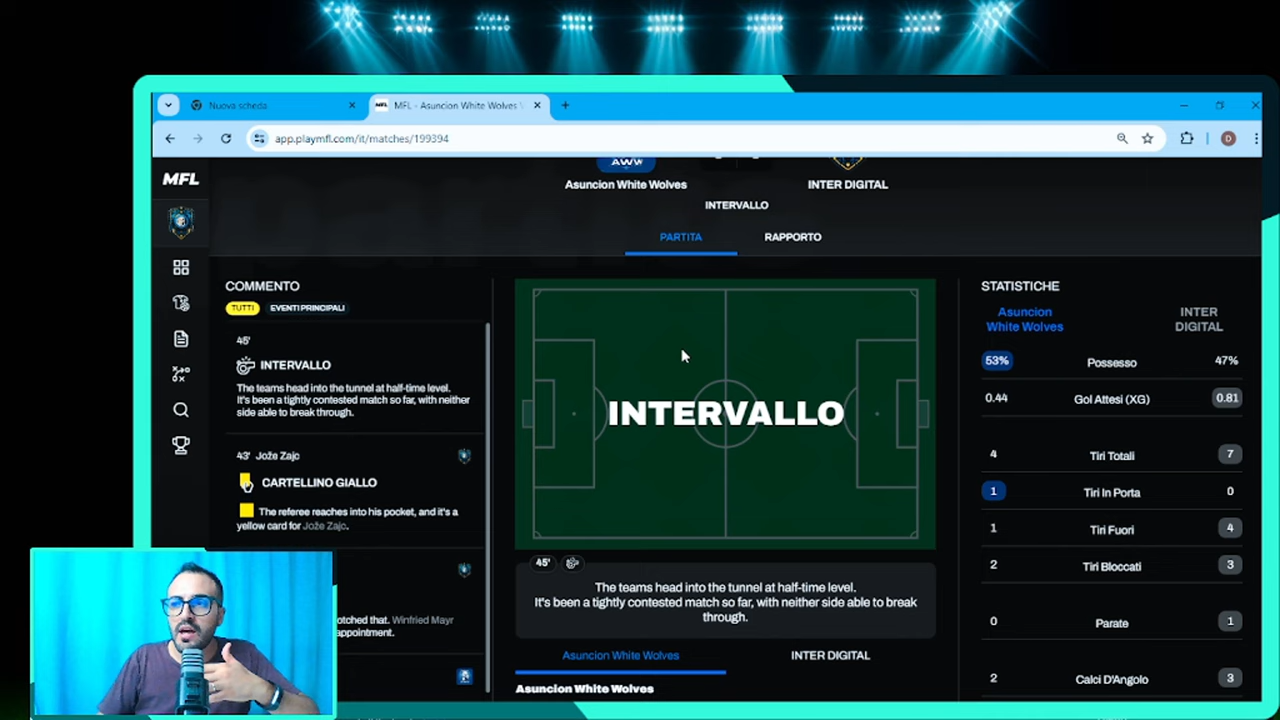 Nuova scheda
MFL - Asuncion White Wolves
app.playmfl.com/it/matches/199394
D
MFL
AWW
Asuncion White Wolves
INTER DIGITAL
INTERVALLO
PARTITA
RAPPORTO
COMMENTO
TUTTI
EVENTI PRINCIPALI
45'
INTERVALLO
The teams head into the tunnel at half-time level.
It's been a tightly contested match so far, with neither
side able to break through.
43' Jože Zajc
CARTELLINO GIALLO
The referee reaches into his pocket, and it's a
yellow card for Jože Zajc.
otched that. Winfried Mayr
appointment.
INTERVALLO
45'
The teams head into the tunnel at half-time level.
It's been a tightly contested match so far, with neither side able to break
through.
Asuncion White Wolves
INTER DIGITAL
Asuncion White Wolves
STATISTICHE
Asuncion
White Wolves
INTER
DIGITAL
53% Possesso 47%
0.44 Gol Attesi (XG) 0.81
4 Tiri Totali 7
1 Tiri In Porta 0
1 Tiri Fuori 4
2 Tiri Bloccati 3
0 Parate 1
2 Calci D'Angolo 3